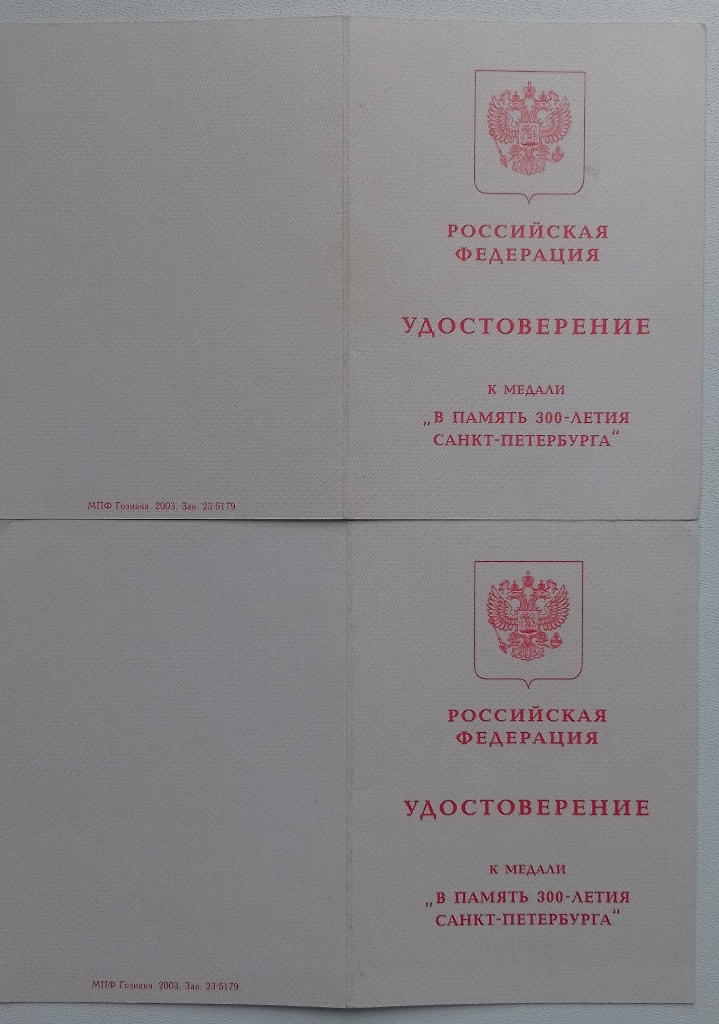 РОССИЙСКАЯ
ФЕДЕРАЦИЯ
УДОСТОВЕРЕНИЕ
К МЕДАЛИ
„В ПАМЯТЬ 300-ЛЕТИЯ
САНКТ-ПЕТЕРБУРГА“
МПФ Гознака. 2003. Зак. 23-5179
РОССИЙСКАЯ
ФЕДЕРАЦИЯ
УДОСТОВЕРЕНИЕ
К МЕДАЛИ
„В ПАМЯТЬ 300-ЛЕТИЯ
САНКТ-ПЕТЕРБУРГА“
МПФ Гознака. 2003. Зак. 23-5179